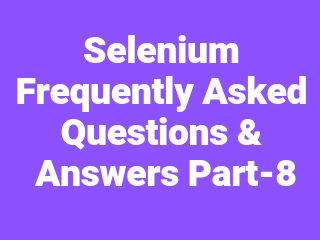 Selenium
Frequently Asked
Questions &
Answers Part-8